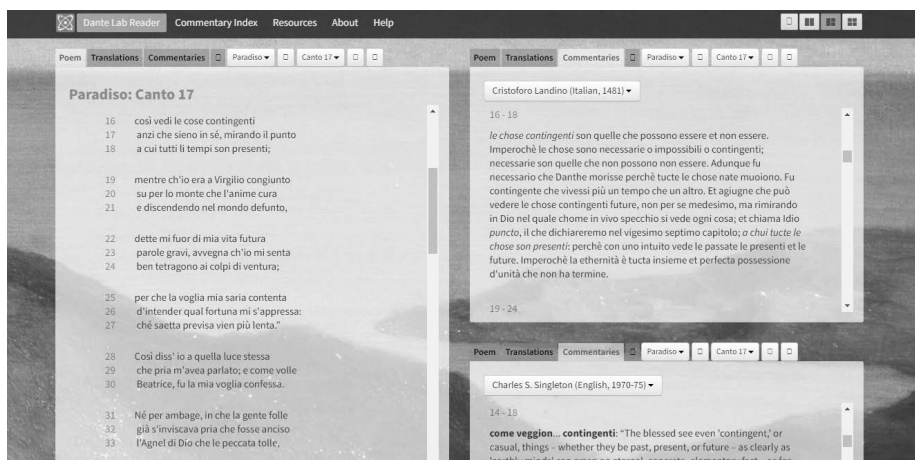 Dante Lab Reader Commentary Index Resources About Help
Poem Translations Commentaries Paradiso Canto 17
Paradiso: Canto 17
16 così vedi le cose contingenti
17 anzi che sieno in sé, mirando il punto
18 a cui tutti li tempi son presenti;
19 mentre ch'io era a Virgilio congiunto
20 su per lo monte che l'anime cura
21 e discendendo nel mondo defunto,
22 dette mi fuor di mia vita futura
23 parole gravi, avvegna ch'io mi senta
24 ben tetragono ai colpi di ventura;
25 per che la voglia mia saria contenta
26 d'intender qual fortuna mi s'appressa:
27 ché saetta previsa vien più lenta."
28 Così diss' io a quella luce stessa
29 che pria m'avea parlato; e come volle
30 Beatrice, fu la mia voglia confessa.
31 Né per ambage, in che la gente folle
32 già s'inviscava pria che fosse anciso
33 l'Agnel di Dio che le peccata tolle,
Poem Translations Commentaries Paradiso Canto 17
Cristoforo Landino (Italian, 1481)
16 - 18
le chose contingenti son quelle che possono essere et non essere.
Imperochè le chose sono necessarie o impossibili o contingenti;
necessarie son quelle che non possono non essere. Adunque fu
necessario che Danthe morisse perchè tucte le chose nate muoiono. Fu
contingente che vivessi più un tempo che un altro. Et agiugne che può
vedere le chose contingenti future, non per se medesimo, ma rimirando
in Dio nel quale chome in vivo specchio si vede ogni cosa; et chiama Idio
puncto, il che dichiareremo nel vigesimo septimo capitolo; a chui tucte le
chose son presenti: perchè con uno intuito vede le passate le presenti et le
future. Imperochè la ethernità è tucta insieme et perfecta possessione
d'unità che non ha termine.
19 - 24
Poem Translations Commentaries Paradiso Canto 17
Charles S. Singleton (English, 1970-75)
14 - 18
come veggion... contingenti: "The blessed see even 'contingent,' or
casual, things – whether they be past, present, or future – as clearly as